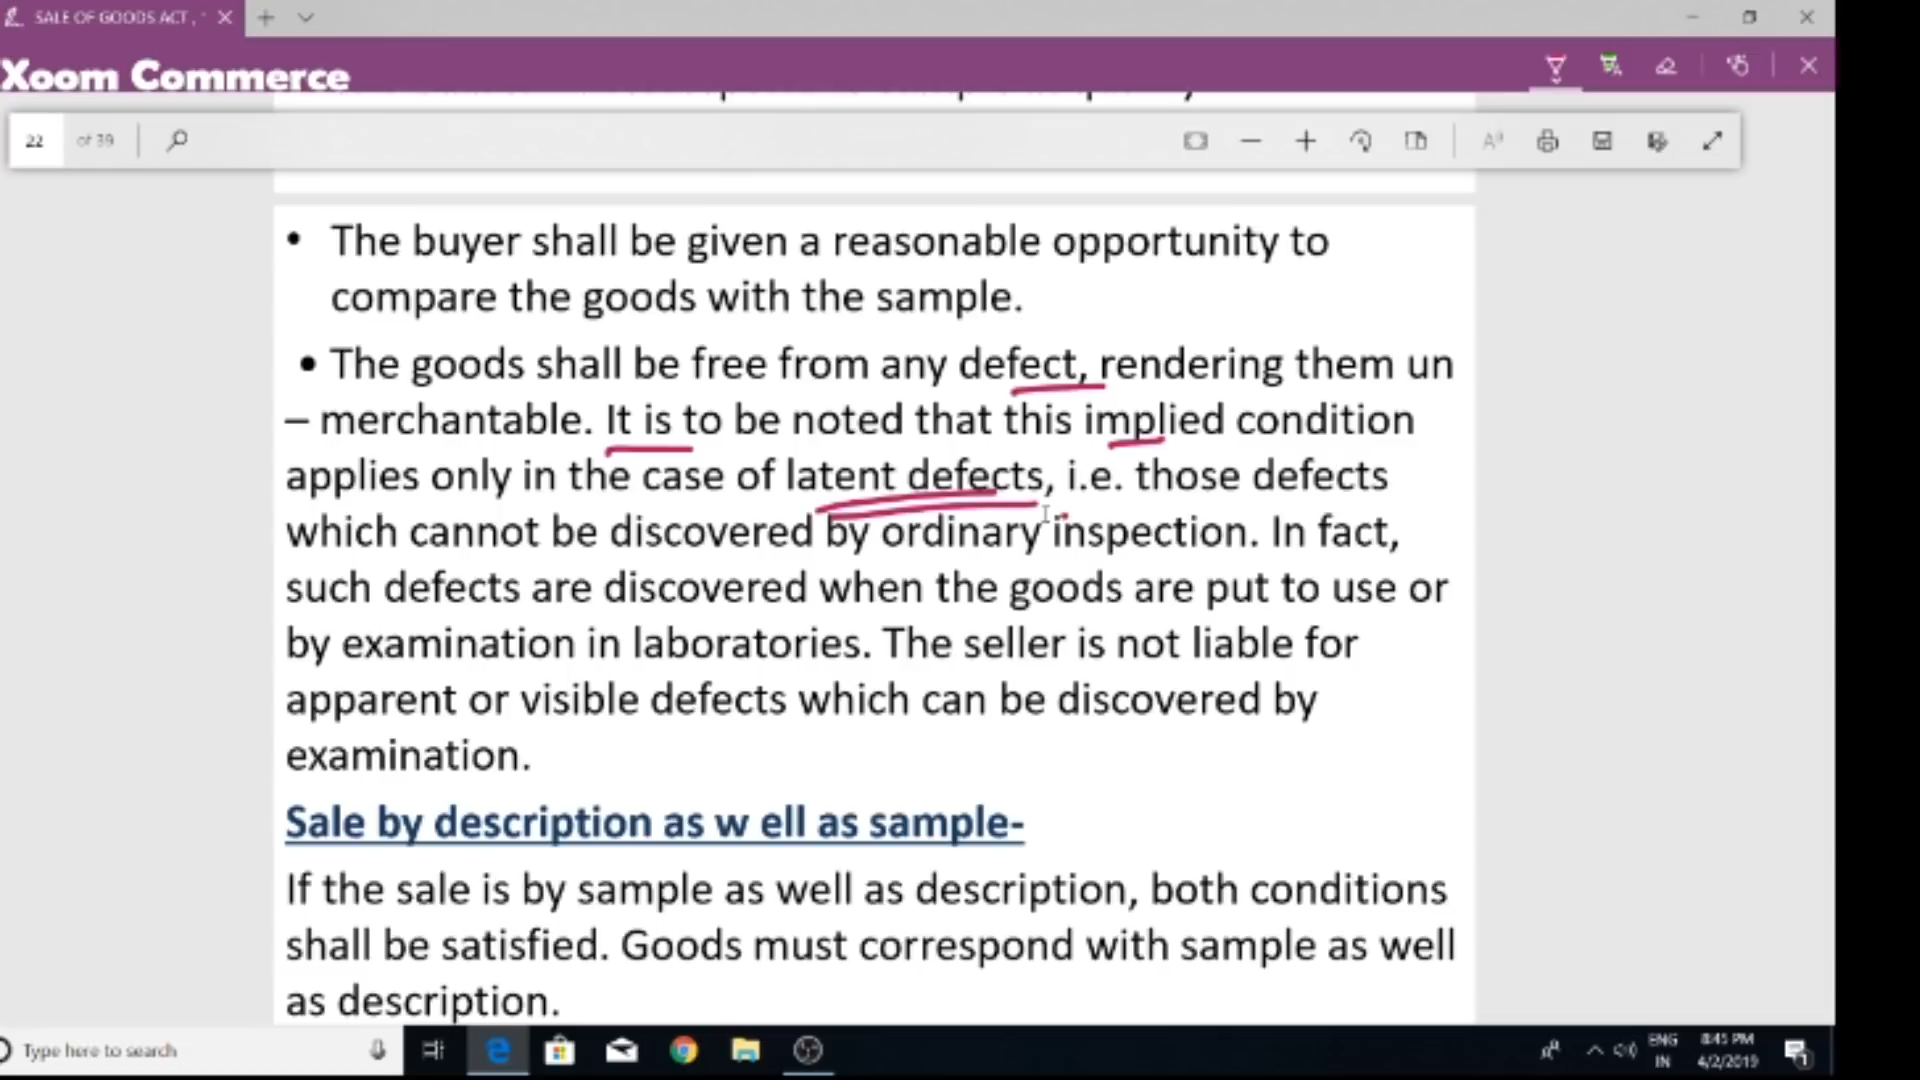 SALE OF GOODS ACT ,
Xoom Commerce
22 of 39
• The buyer shall be given a reasonable opportunity to
compare the goods with the sample.
• The goods shall be free from any defect, rendering them un
– merchantable. It is to be noted that this implied condition
applies only in the case of latent defects, i.e. those defects
which cannot be discovered by ordinary inspection. In fact,
such defects are discovered when the goods are put to use or
by examination in laboratories. The seller is not liable for
apparent or visible defects which can be discovered by
examination.
Sale by description as w ell as sample-
If the sale is by sample as well as description, both conditions
shall be satisfied. Goods must correspond with sample as well
as description.
Type here to search
ENG
IN
8:45 PM
4/2/2019